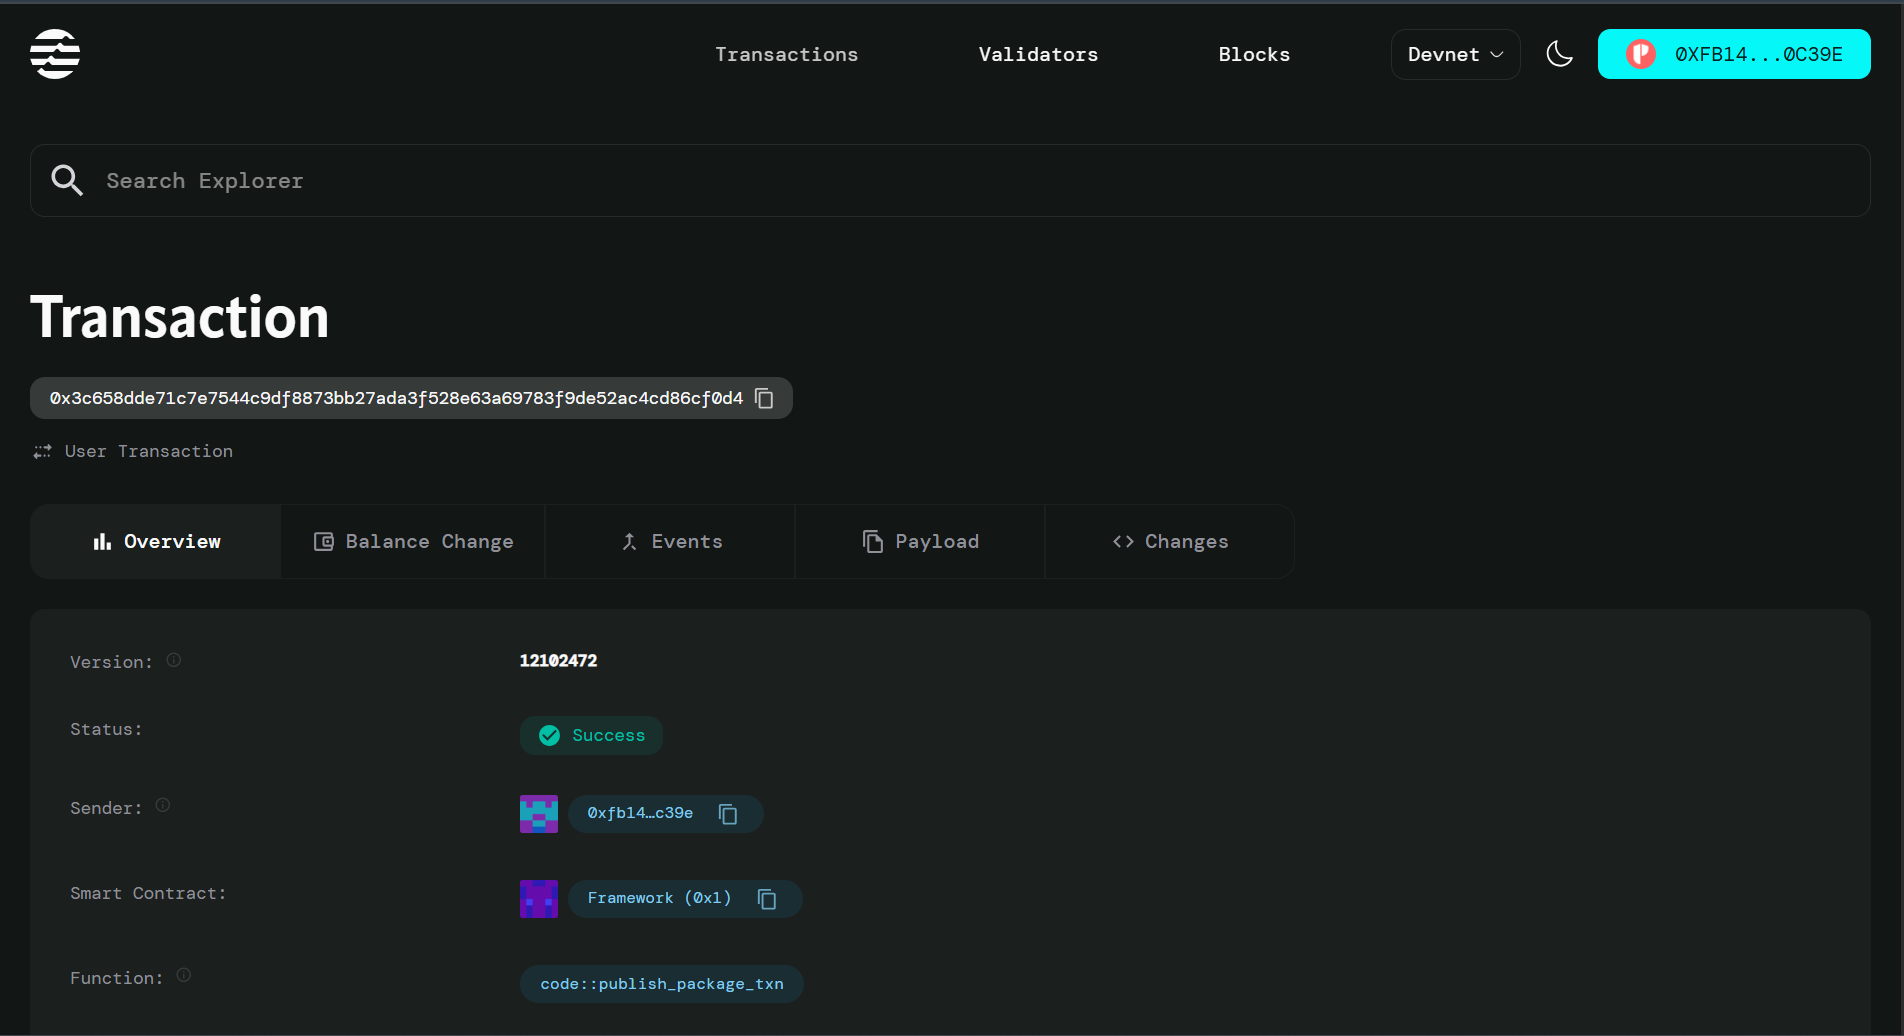 Transactions Validators Blocks Devnet 0XFB14...0C39E
Search Explorer
Transaction
0x3c658dde71c7e7544c9df8873bb27ada3f528e63a69783f9de52ac4cd86cf0d4
User Transaction
Overview Balance Change Events Payload Changes
Version: 12102472
Status: Success
Sender: 0xfb14…c39e
Smart Contract: Framework (0x1)
Function: code::publish_package_txn